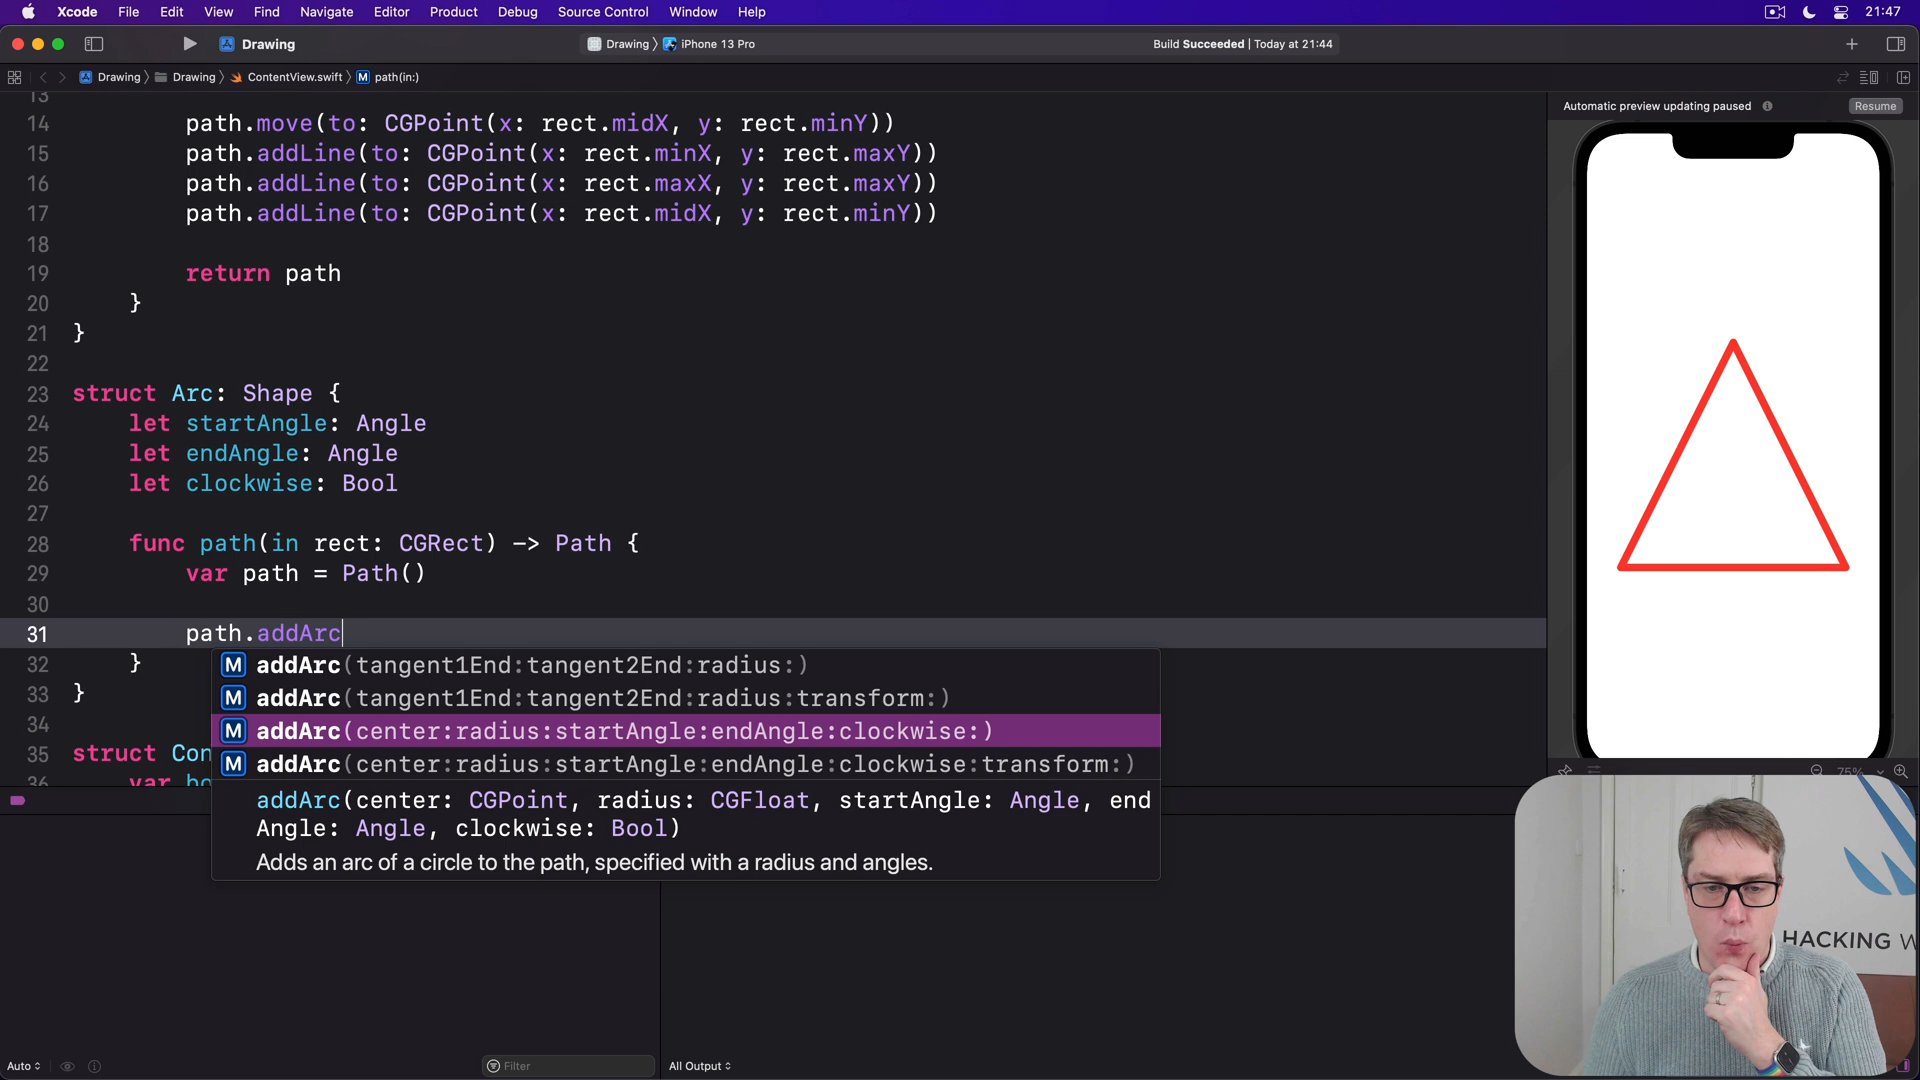 Xcode File Edit View Find Navigate Editor Product Debug Source Control Window Help 21:47
Drawing Drawing iPhone 13 Pro Build Succeeded | Today at 21:44
Drawing Drawing ContentView.swift M path(in:)
Automatic preview updating paused Resume
13
14 path.move(to: CGPoint(x: rect.midX, y: rect.minY))
15 path.addLine(to: CGPoint(x: rect.minX, y: rect.maxY))
16 path.addLine(to: CGPoint(x: rect.maxX, y: rect.maxY))
17 path.addLine(to: CGPoint(x: rect.midX, y: rect.minY))
18
19 return path
20 }
21 }
22
23 struct Arc: Shape {
24 let startAngle: Angle
25 let endAngle: Angle
26 let clockwise: Bool
27
28 func path(in rect: CGRect) -> Path {
29 var path = Path()
30
31 path.addArc
32 }
33 }
34
35 struct Con
36 var bo
M addArc(tangent1End:tangent2End:radius:)
M addArc(tangent1End:tangent2End:radius:transform:)
M addArc(center:radius:startAngle:endAngle:clockwise:)
M addArc(center:radius:startAngle:endAngle:clockwise:transform:)
addArc(center: CGPoint, radius: CGFloat, startAngle: Angle, end
Angle: Angle, clockwise: Bool)
Adds an arc of a circle to the path, specified with a radius and angles.
75%
HACKING W
Auto Filter All Output